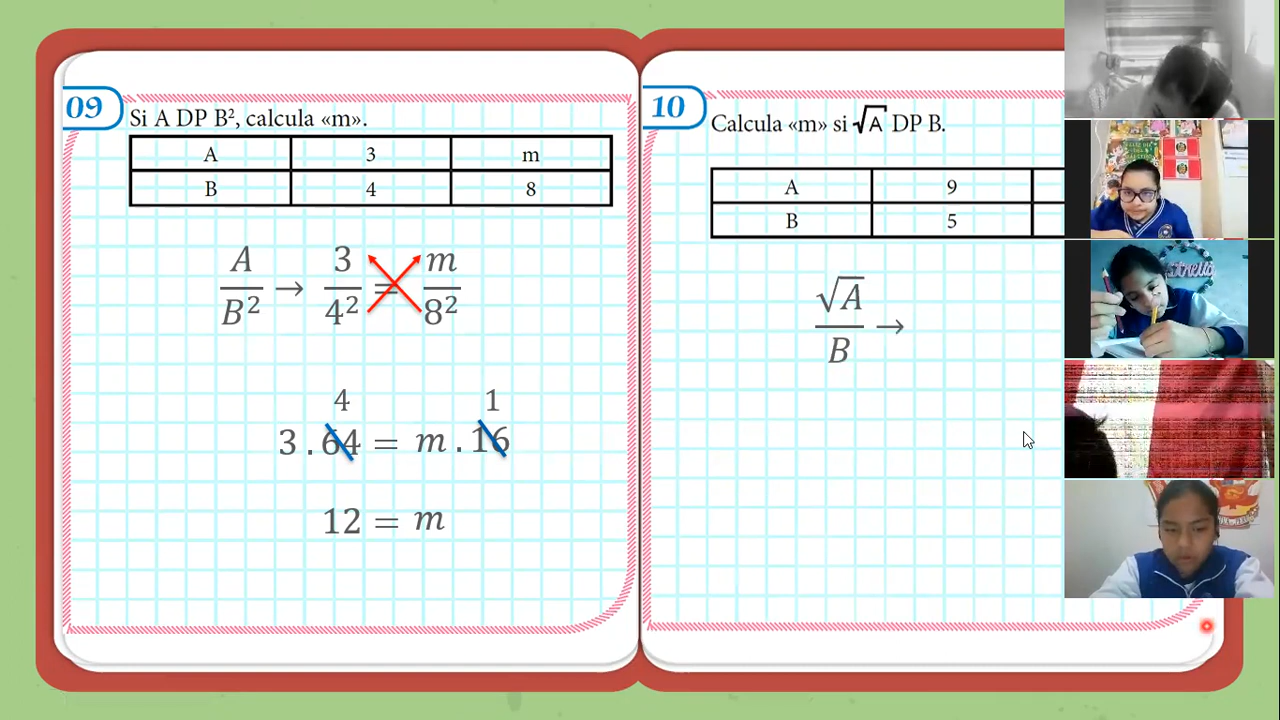 09
Si A DP B², calcula «m».
A 3 m
B 4 8
A/B² → 3/4² = m/8²
4 1
3 . 64 = m . 16
12 = m
10
Calcula «m» si √A DP B.
A 9
B 5
√A/B →
Estrella